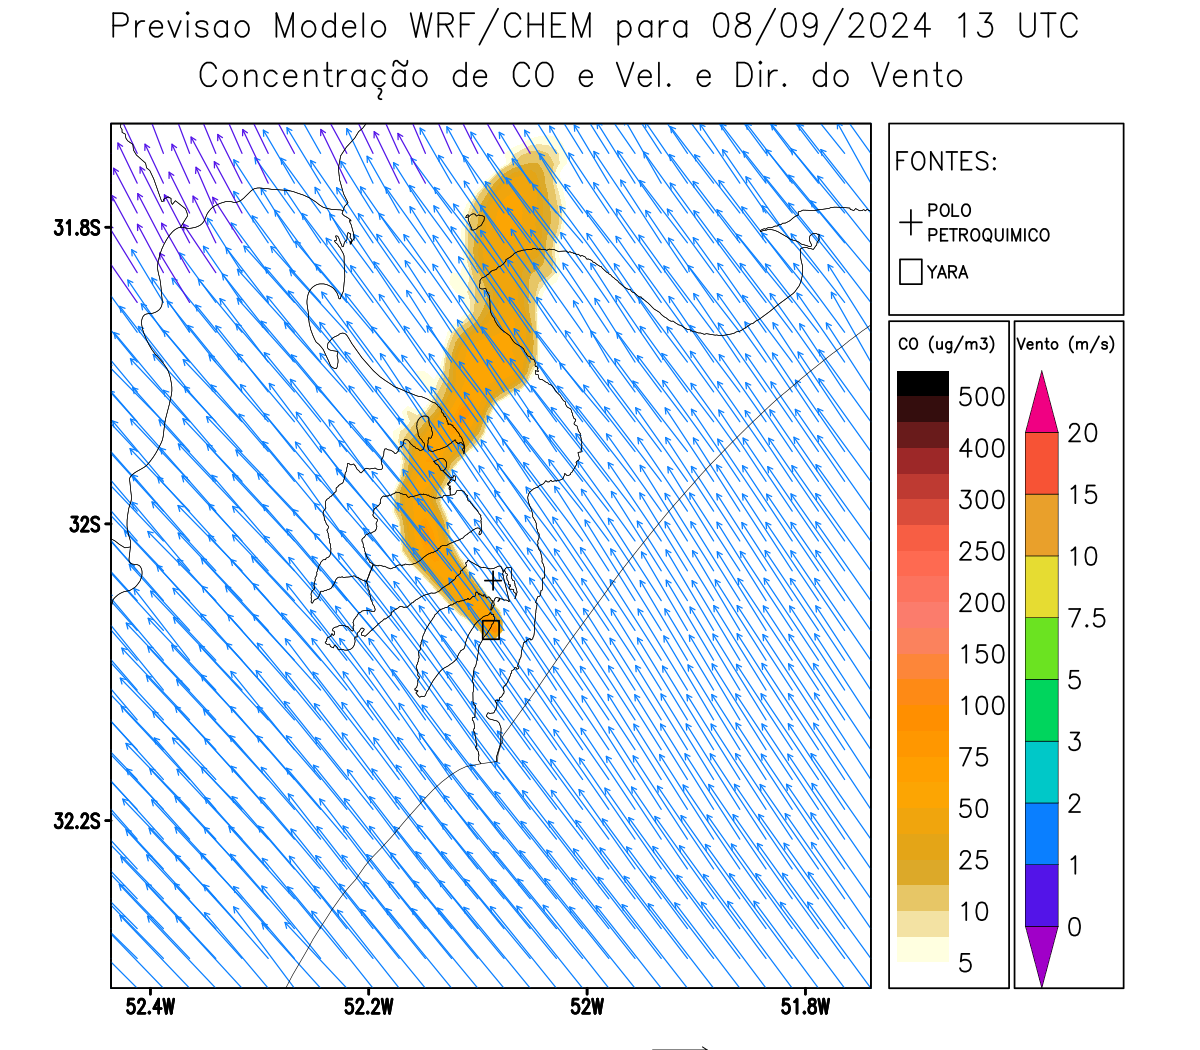 Previsao Modelo WRF/CHEM para 08/09/2024 13 UTC
Concentração de CO e Vel. e Dir. do Vento
FONTES:
POLO
PETROQUIMICO
YARA
CO (ug/m3)
500
400
300
250
200
150
100
75
50
25
10
5
Vento (m/s)
20
15
10
7.5
5
3
2
1
0
31.8S
32S
32.2S
52.4W
52.2W
52W
51.8W